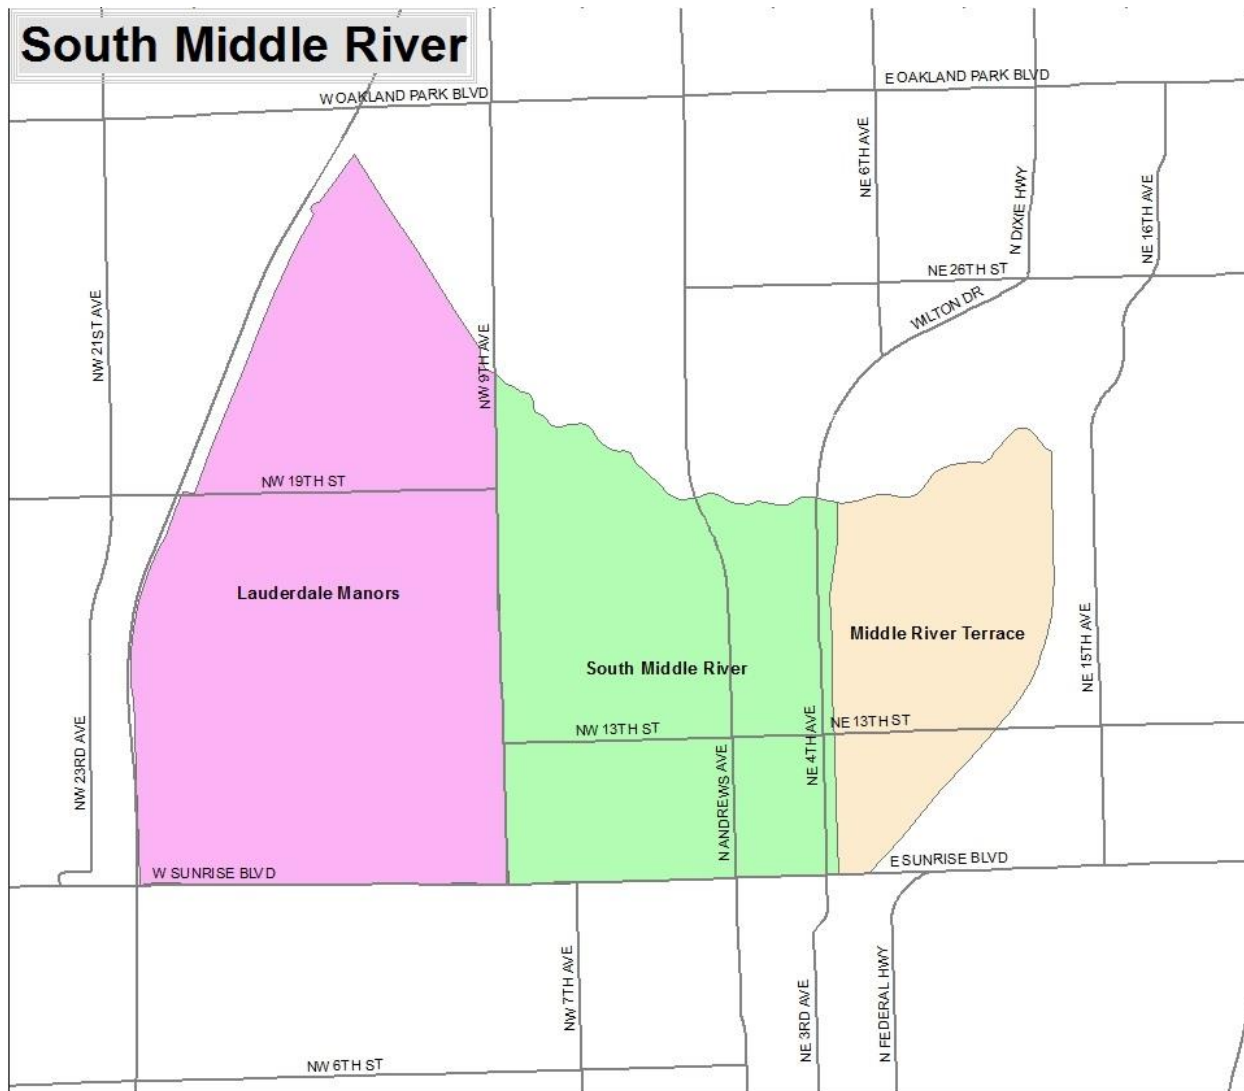 South Middle River
W OAKLAND PARK BLVD
E OAKLAND PARK BLVD
NE 6TH AVE
N DIXIE HWY
NE 16TH AVE
NE 26TH ST
WILTON DR
NW 21ST AVE
NW 9TH AVE
NW 19TH ST
Lauderdale Manors
Middle River Terrace
South Middle River
NE 15TH AVE
NW 23RD AVE
NW 13TH ST
N ANDREWS AVE
NE 4TH AVE
NE 13TH ST
W SUNRISE BLVD
E SUNRISE BLVD
NW 7TH AVE
NE 3RD AVE
N FEDERAL HWY
NW 6TH ST